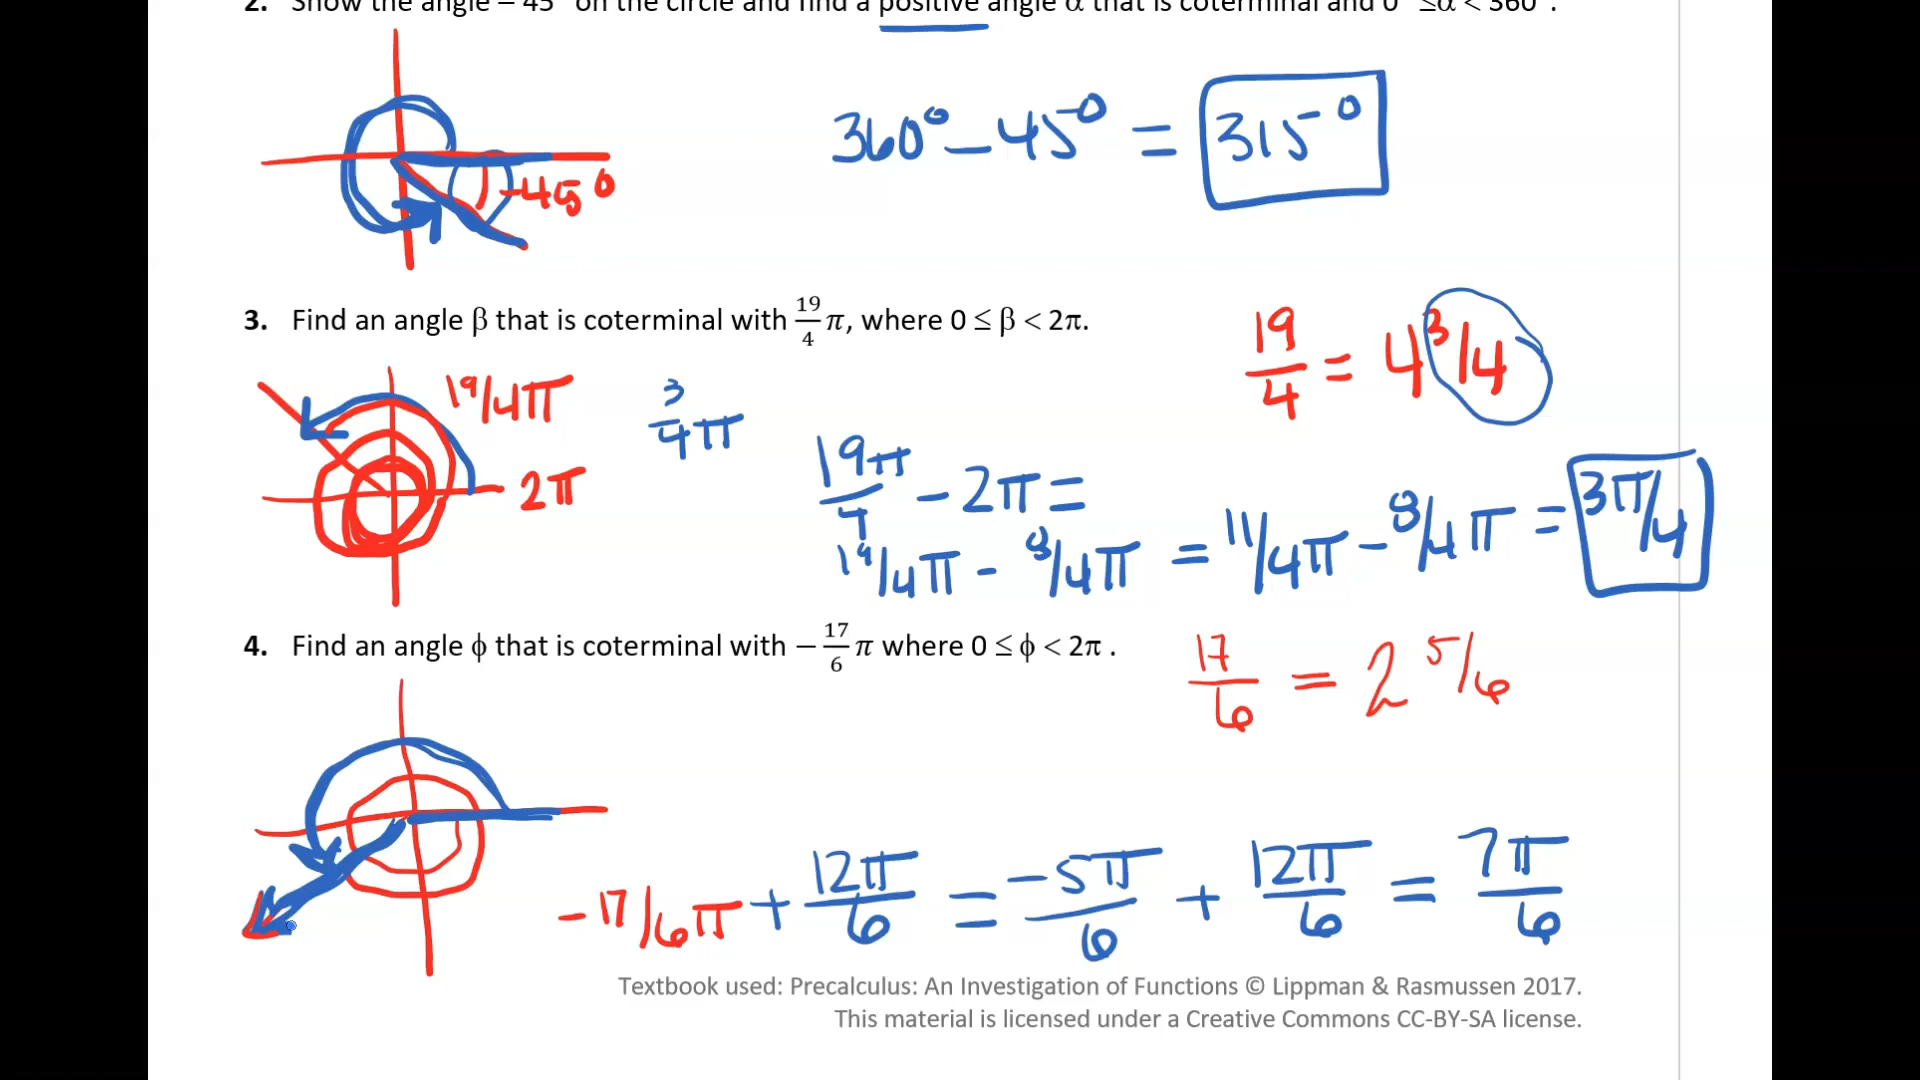 2. Show the angle – 45° on the circle and find a positive angle α that is coterminal and 0° ≤α < 360°.
360° – 45° = 315°
-45°
3. Find an angle β that is coterminal with 19/4 π, where 0 ≤ β < 2π.
19/4 = 4 3/4
19/4π
3/4π
2π
19π/4 – 2π =
19/4π - 8/4π = 11/4π – 8/4π = 3π/4
4. Find an angle ϕ that is coterminal with – 17/6 π where 0 ≤ ϕ < 2π .
17/6 = 2 5/6
-17/6π + 12π/6 = -5π/6 + 12π/6 = 7π/6
Textbook used: Precalculus: An Investigation of Functions © Lippman & Rasmussen 2017.
This material is licensed under a Creative Commons CC-BY-SA license.